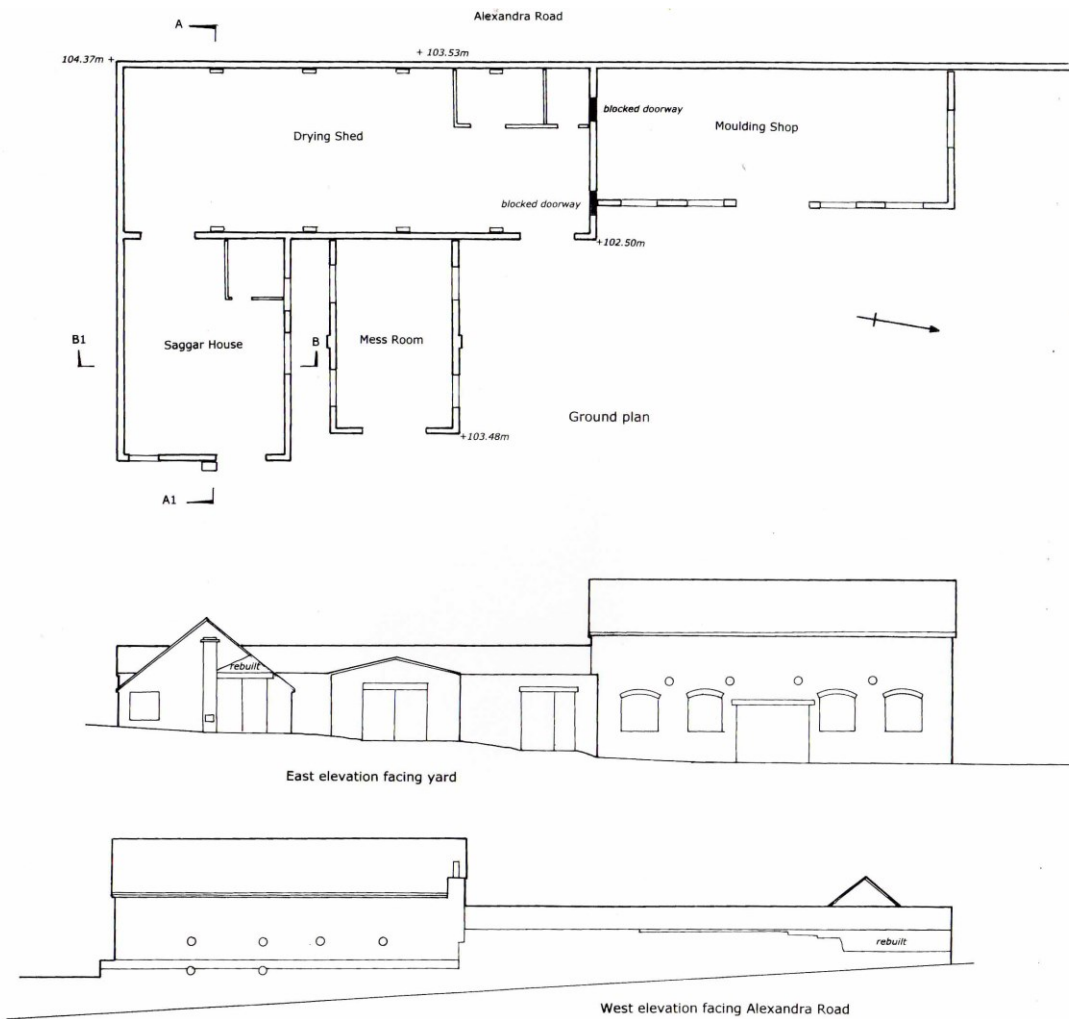 Alexandra Road
A
104.37m +
+ 103.53m
blocked doorway
Moulding Shop
Drying Shed
blocked doorway
+102.50m
B1
Saggar House
B
Mess Room
Ground plan
+103.48m
A1
rebuilt
East elevation facing yard
rebuilt
West elevation facing Alexandra Road